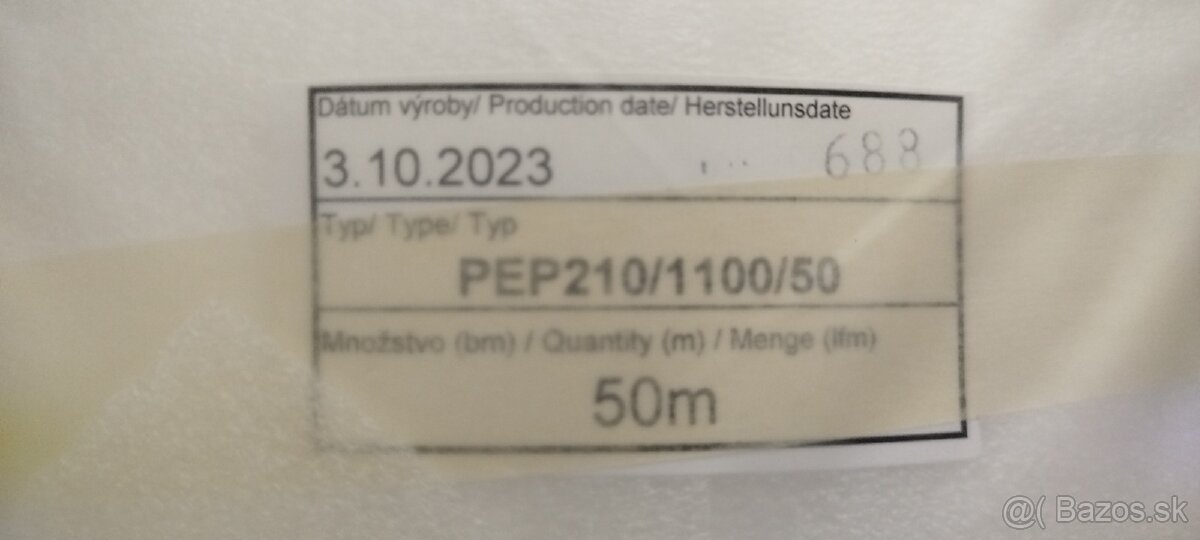 Dátum výroby/ Production date/ Herstellunsdate
3.10.2023 688
Typ/ Type/ Typ
PEP210/1100/50
Množstvo (bm) / Quantity (m) / Menge (lfm)
50m
@( Bazos.sk